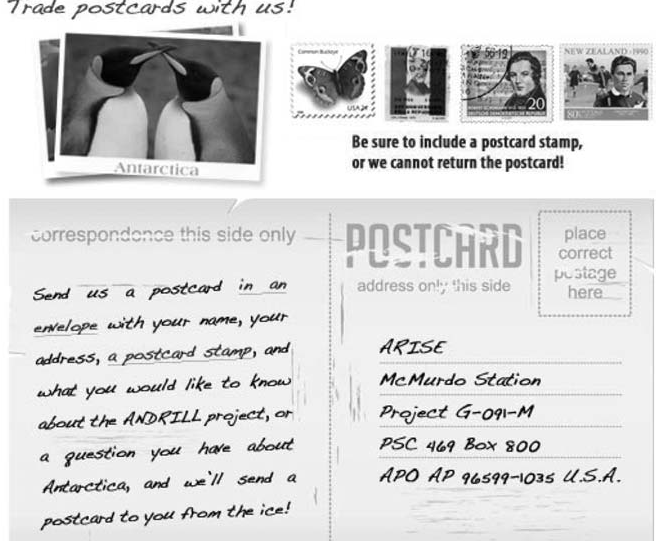 Trade postcards with us!
Antarctica
Common Buckeye
USA 24
20
NEW ZEALAND · 1990
80c
Be sure to include a postcard stamp,
or we cannot return the postcard!
correspondence this side only
Send us a postcard in an
envelope with your name, your
address, a postcard stamp, and
what you would like to know
about the ANDRILL project, or
a question you have about
Antarctica, and we'll send a
postcard to you from the ice!
POSTCARD
address only this side
place
correct
postage
here
ARISE
McMurdo Station
Project G-091-M
PSC 469 Box 800
APO AP 96599-1035 U.S.A.